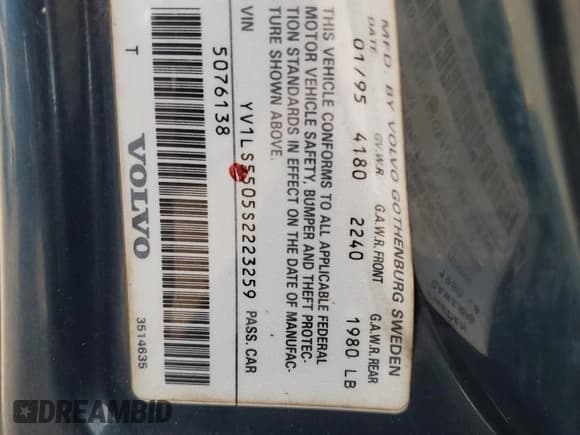 MFD. BY VOLVO GOTHENBURG SWEDEN
DATE G.V.W.R. G.A.W.R. FRONT G.A.W.R. REAR
01/95 4180 2240 1980 LB
THIS VEHICLE CONFORMS TO ALL APPLICABLE FEDERAL
MOTOR VEHICLE SAFETY, BUMPER AND THEFT PROTEC-
TION STANDARDS IN EFFECT ON THE DATE OF MANUFAC-
TURE SHOWN ABOVE.
VIN YV1LS5505S2223259 PASS. CAR
5076138
T VOLVO 3514635
DREAMBID